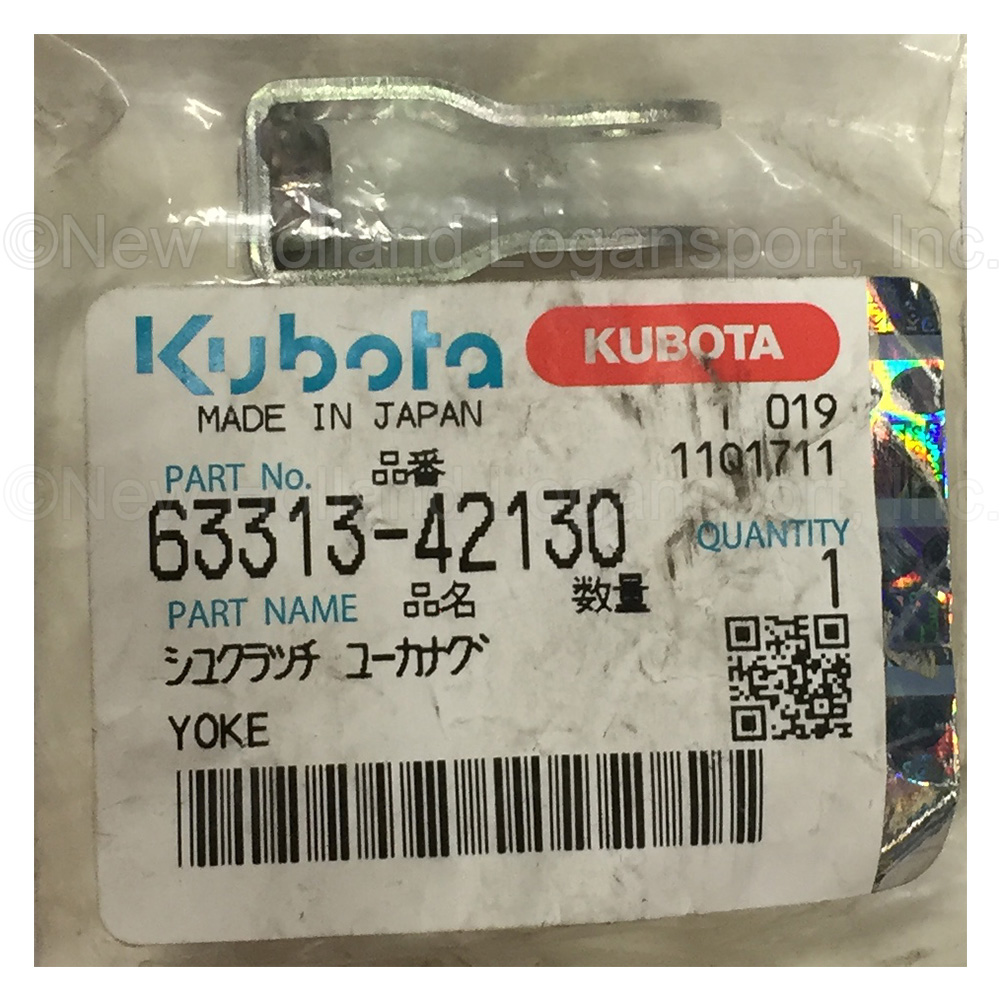 ©New Holland Logansport, Inc.
Kubota KUBOTA
MADE IN JAPAN 1 019
PART No. 品番 11Q1711
©New Holland Logansport, Inc.
63313-42130 QUANTITY
PART NAME 品名 数量 1
シユクラツチ ユーカナグ
YOKE